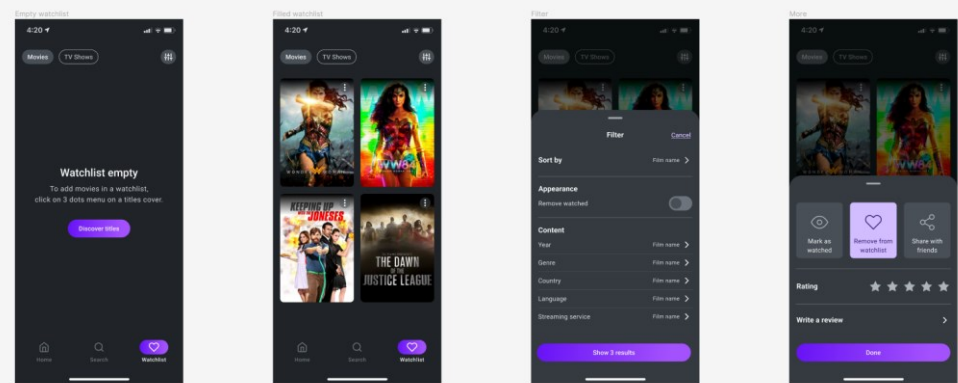 Empty watchlist
4:20
Movies
TV Shows
Watchlist empty
To add movies in a watchlist,
click on 3 dots menu on a titles cover.
Discover titles
Home
Search
Watchlist
Filled watchlist
4:20
Movies
TV Shows
WONDER WOMAN
WW84
KEEPING UP
WITH THE JONESES
THE DAWN
OF THE
JUSTICE LEAGUE
Home
Search
Watchlist
Filter
4:20
Movies
TV Shows
Filter
Cancel
Sort by
Film name
Appearance
Remove watched
Content
Year
Film name
Genre
Film name
Country
Film name
Language
Film name
Streaming service
Film name
Show 3 results
More
4:20
Movies
TV Shows
Mark as
watched
Remove from
watchlist
Share with
friends
Rating
Write a review
Done